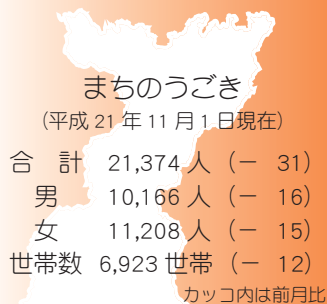 まちのうごき
（平成 21 年 11 月 1 日現在）
合　計　21,374 人（－　31）
男　10,166 人（－　16）
女　11,208 人（－　15）
世帯数　6,923 世帯（－　12）
カッコ内は前月比